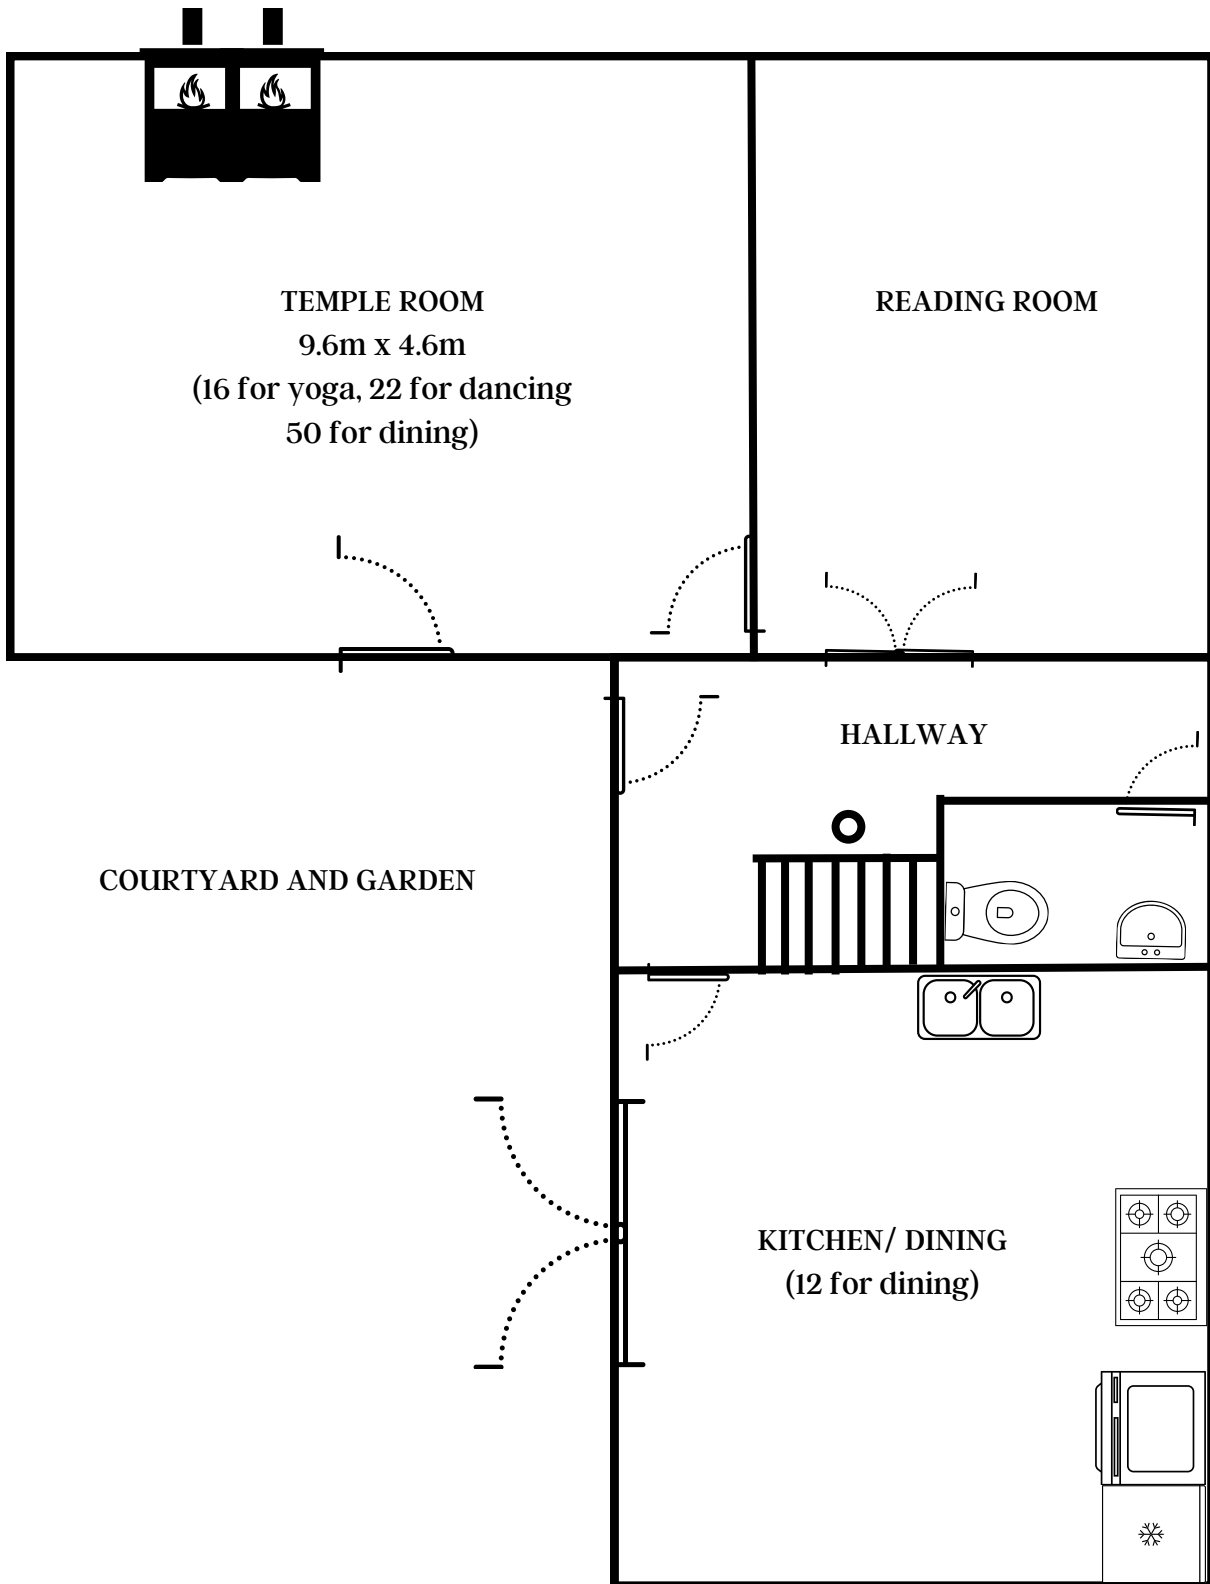 TEMPLE ROOM
9.6m x 4.6m
(16 for yoga, 22 for dancing
50 for dining)
READING ROOM
HALLWAY
COURTYARD AND GARDEN
KITCHEN/ DINING
(12 for dining)